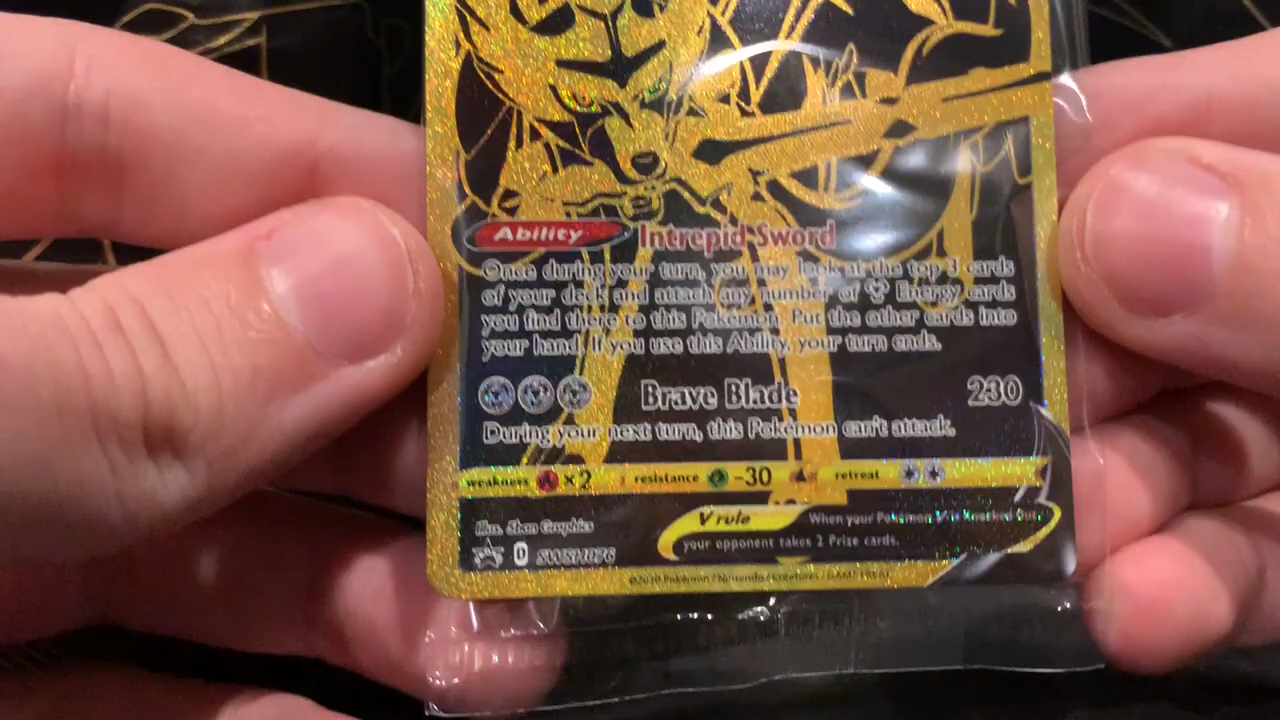 Ability Intrepid Sword
Once during your turn, you may look at the top 3 cards
of your deck and attach any number of Energy cards
you find there to this Pokémon. Put the other cards into
your hand. If you use this Ability, your turn ends.
Brave Blade 230
During your next turn, this Pokémon can't attack.
weakness ×2 resistance -30 retreat
V rule When your Pokémon V is Knocked Out,
your opponent takes 2 Prize cards.
Illus. Shan Graphics
D SWSH076
©2020 Pokémon / Nintendo / Creatures / GAME FREAK